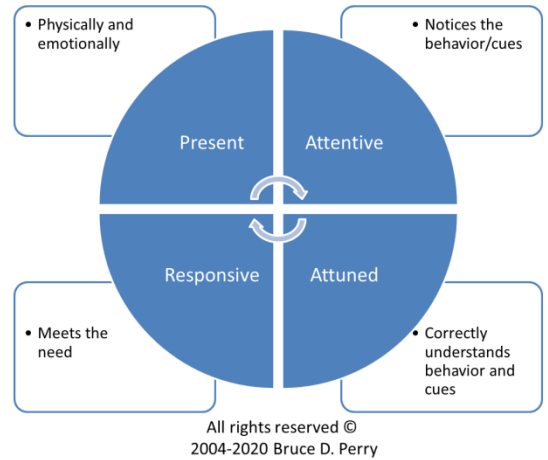 • Physically and
emotionally
• Notices the
behavior/cues
Present
Attentive
Responsive
Attuned
• Meets the
need
• Correctly
understands
behavior and
cues
All rights reserved ©
2004-2020 Bruce D. Perry